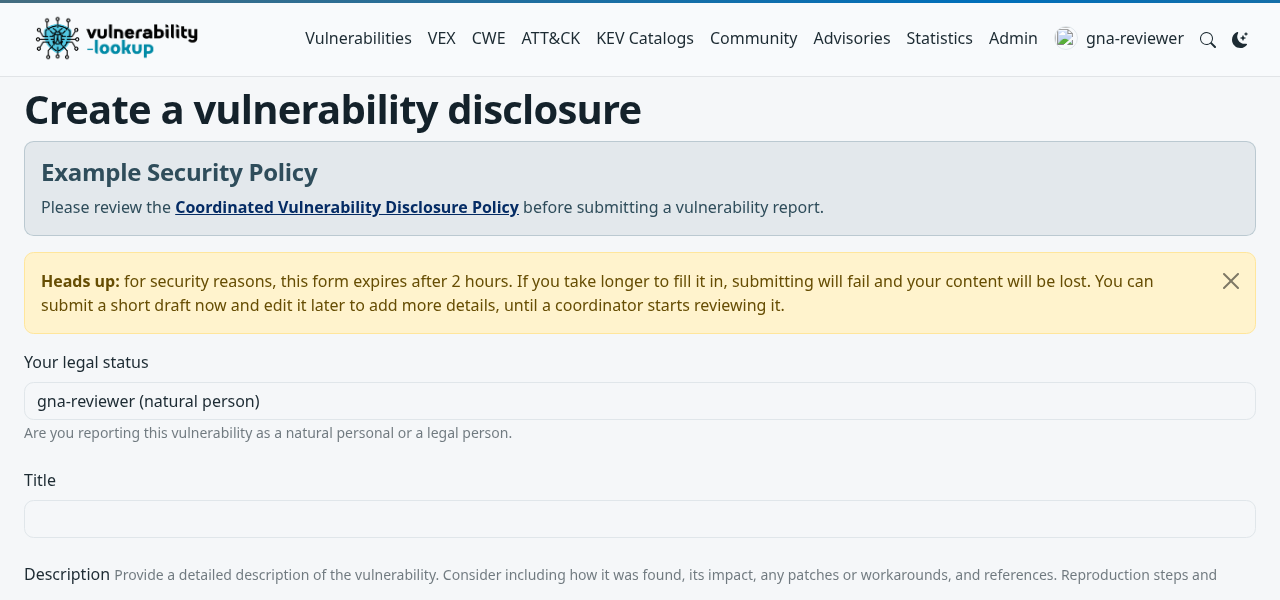 vulnerability
-lookup
Vulnerabilities VEX CWE ATT&CK KEV Catalogs Community Advisories Statistics Admin gna-reviewer
Create a vulnerability disclosure
Example Security Policy
Please review the Coordinated Vulnerability Disclosure Policy before submitting a vulnerability report.
Heads up: for security reasons, this form expires after 2 hours. If you take longer to fill it in, submitting will fail and your content will be lost. You can
submit a short draft now and edit it later to add more details, until a coordinator starts reviewing it.
Your legal status
gna-reviewer (natural person)
Are you reporting this vulnerability as a natural personal or a legal person.
Title
Description Provide a detailed description of the vulnerability. Consider including how it was found, its impact, any patches or workarounds, and references. Reproduction steps and